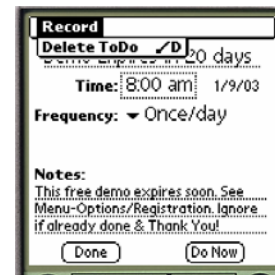 Record
Delete ToDo ✓D
20 days
Time: 8:00 am 1/9/03
Frequency: ▾ Once/day
Notes:
This free demo expires soon. See
Menu-Options/Registration. Ignore
if already done & Thank You!
Done Do Now